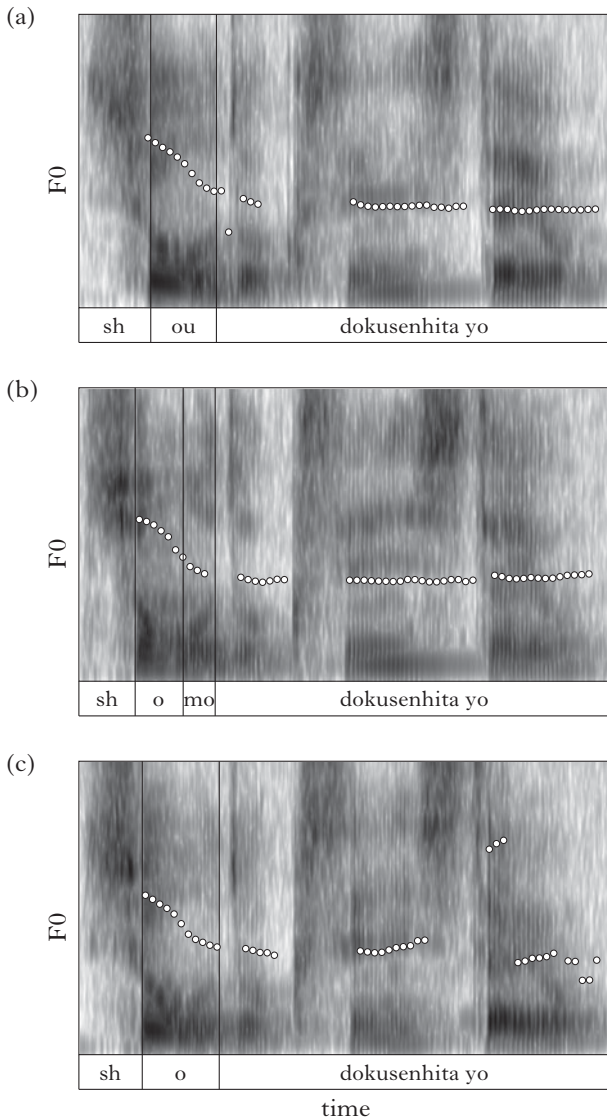 (a)
F0
sh ou dokusenhita yo
(b)
F0
sh o mo dokusenhita yo
(c)
F0
sh o dokusenhita yo
time